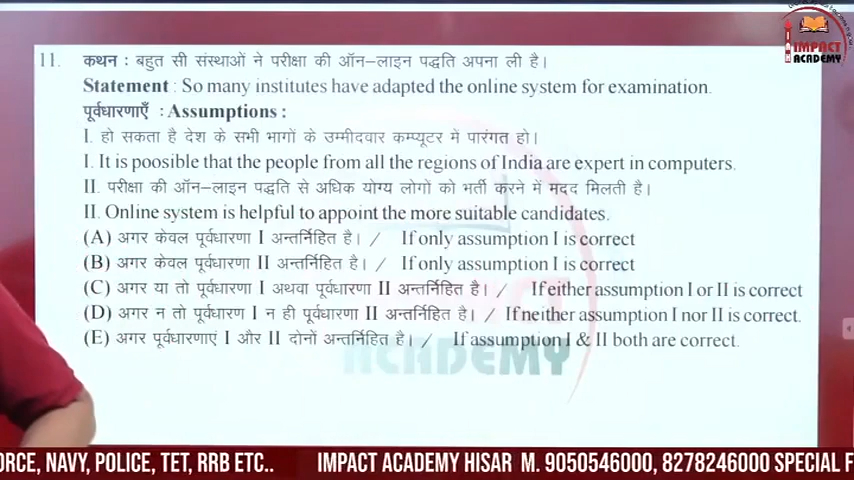 IMPACT
ACADEMY
11. कथन : बहुत सी संस्थाओं ने परीक्षा की ऑन–लाइन पद्धति अपना ली है।
Statement : So many institutes have adapted the online system for examination.
पूर्वधारणाएँ : Assumptions :
I. हो सकता है देश के सभी भागों के उम्मीदवार कम्प्यूटर में पारंगत हो।
I. It is poosible that the people from all the regions of India are expert in computers.
II. परीक्षा की ऑन–लाइन पद्धति से अधिक योग्य लोगों को भर्ती करने में मदद मिलती है।
II. Online system is helpful to appoint the more suitable candidates.
(A) अगर केवल पूर्वधारणा I अन्तर्निहित है। / If only assumption I is correct
(B) अगर केवल पूर्वधारणा II अन्तर्निहित है। / If only assumption I is correct
(C) अगर या तो पूर्वधारणा I अथवा पूर्वधारणा II अन्तर्निहित है। / If either assumption I or II is correct
(D) अगर न तो पूर्वधारण I न ही पूर्वधारणा II अन्तर्निहित है। / If neither assumption I nor II is correct.
(E) अगर पूर्वधारणाएं I और II दोनों अन्तर्निहित है। / If assumption I & II both are correct.
ACADEMY
ORCE, NAVY, POLICE, TET, RRB ETC.. IMPACT ACADEMY HISAR M. 9050546000, 8278246000 SPECIAL F